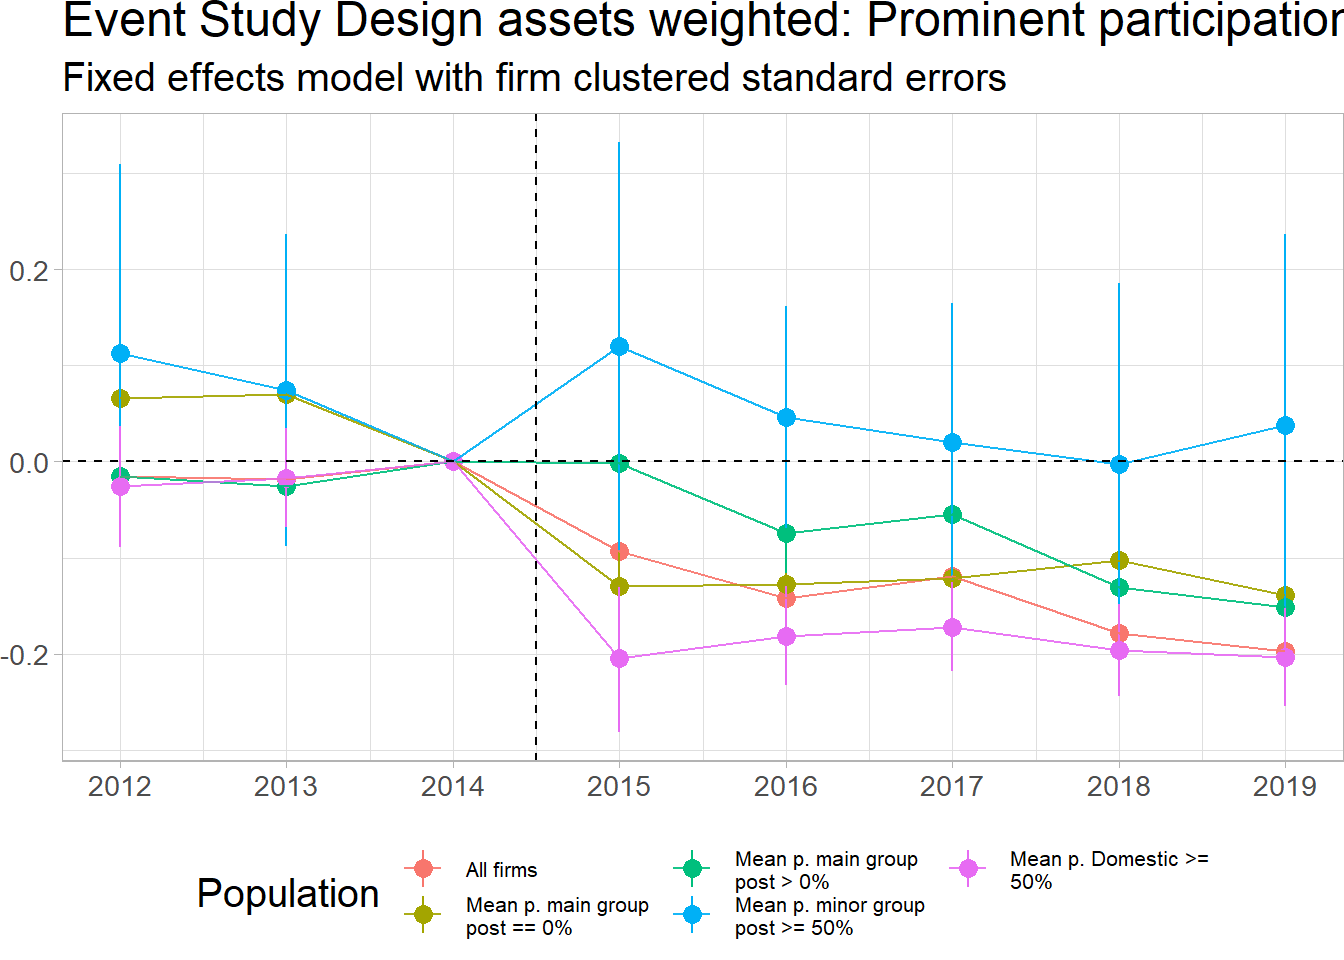 Event Study Design assets weighted: Prominent participation
Fixed effects model with firm clustered standard errors
0.2
0.0
-0.2
2012 2013 2014 2015 2016 2017 2018 2019
Population
All firms
Mean p. main group
post == 0%
Mean p. main group
post > 0%
Mean p. minor group
post >= 50%
Mean p. Domestic >=
50%